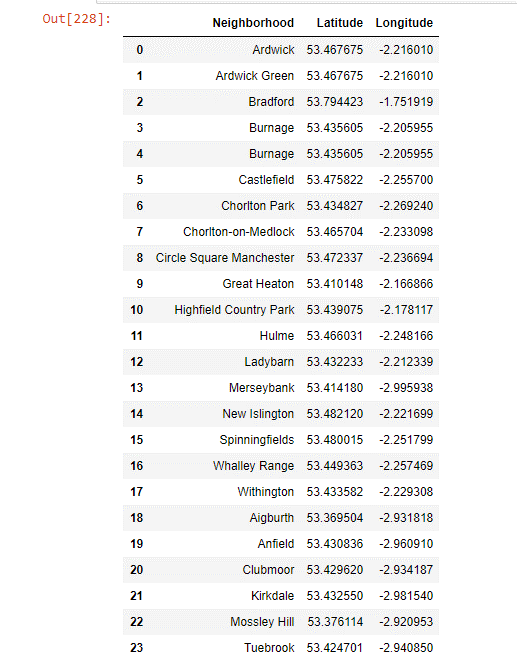 Out[228]:
Neighborhood Latitude Longitude
0 Ardwick 53.467675 -2.216010
1 Ardwick Green 53.467675 -2.216010
2 Bradford 53.794423 -1.751919
3 Burnage 53.435605 -2.205955
4 Burnage 53.435605 -2.205955
5 Castlefield 53.475822 -2.255700
6 Chorlton Park 53.434827 -2.269240
7 Chorlton-on-Medlock 53.465704 -2.233098
8 Circle Square Manchester 53.472337 -2.236694
9 Great Heaton 53.410148 -2.166866
10 Highfield Country Park 53.439075 -2.178117
11 Hulme 53.466031 -2.248166
12 Ladybarn 53.432233 -2.212339
13 Merseybank 53.414180 -2.995938
14 New Islington 53.482120 -2.221699
15 Spinningfields 53.480015 -2.251799
16 Whalley Range 53.449363 -2.257469
17 Withington 53.433582 -2.229308
18 Aigburth 53.369504 -2.931818
19 Anfield 53.430836 -2.960910
20 Clubmoor 53.429620 -2.934187
21 Kirkdale 53.432550 -2.981540
22 Mossley Hill 53.376114 -2.920953
23 Tuebrook 53.424701 -2.940850